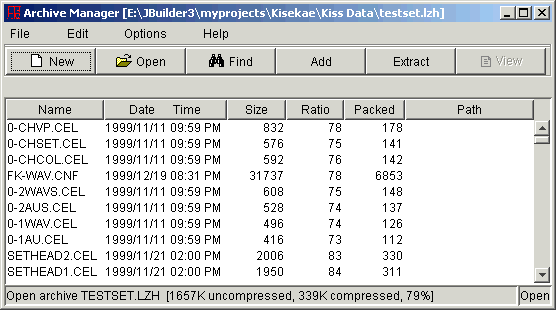 Archive Manager [E:\JBuilder3\myprojects\Kisekae\Kiss Data\testset.lzh]
File Edit Options Help
New Open Find Add Extract View
Name Date Time Size Ratio Packed Path
0-CHVP.CEL 1999/11/11 09:59 PM 832 78 178
0-CHSET.CEL 1999/11/11 09:59 PM 576 75 141
0-CHCOL.CEL 1999/11/11 09:59 PM 592 76 142
FK-WAV.CNF 1999/12/19 08:31 PM 31737 78 6853
0-2WAVS.CEL 1999/11/11 09:59 PM 608 75 148
0-2AUS.CEL 1999/11/11 09:59 PM 528 74 137
0-1WAV.CEL 1999/11/11 09:59 PM 496 74 126
0-1AU.CEL 1999/11/11 09:59 PM 416 73 112
SETHEAD2.CEL 1999/11/21 02:00 PM 2006 83 330
SETHEAD1.CEL 1999/11/21 02:00 PM 1950 84 311
Open archive TESTSET.LZH [1657K uncompressed, 339K compressed, 79%] Open